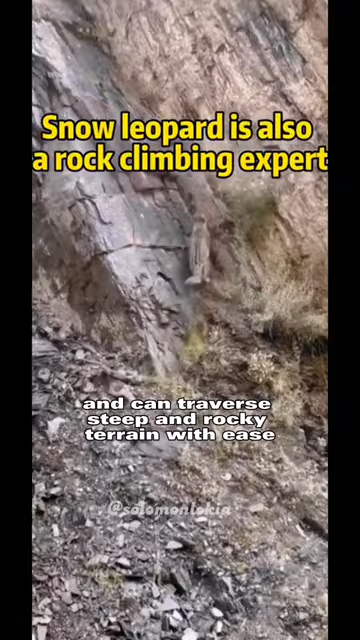 Snow leopard is also
a rock climbing expert
and can traverse
steep and rocky
terrain with ease
@solomonlokia